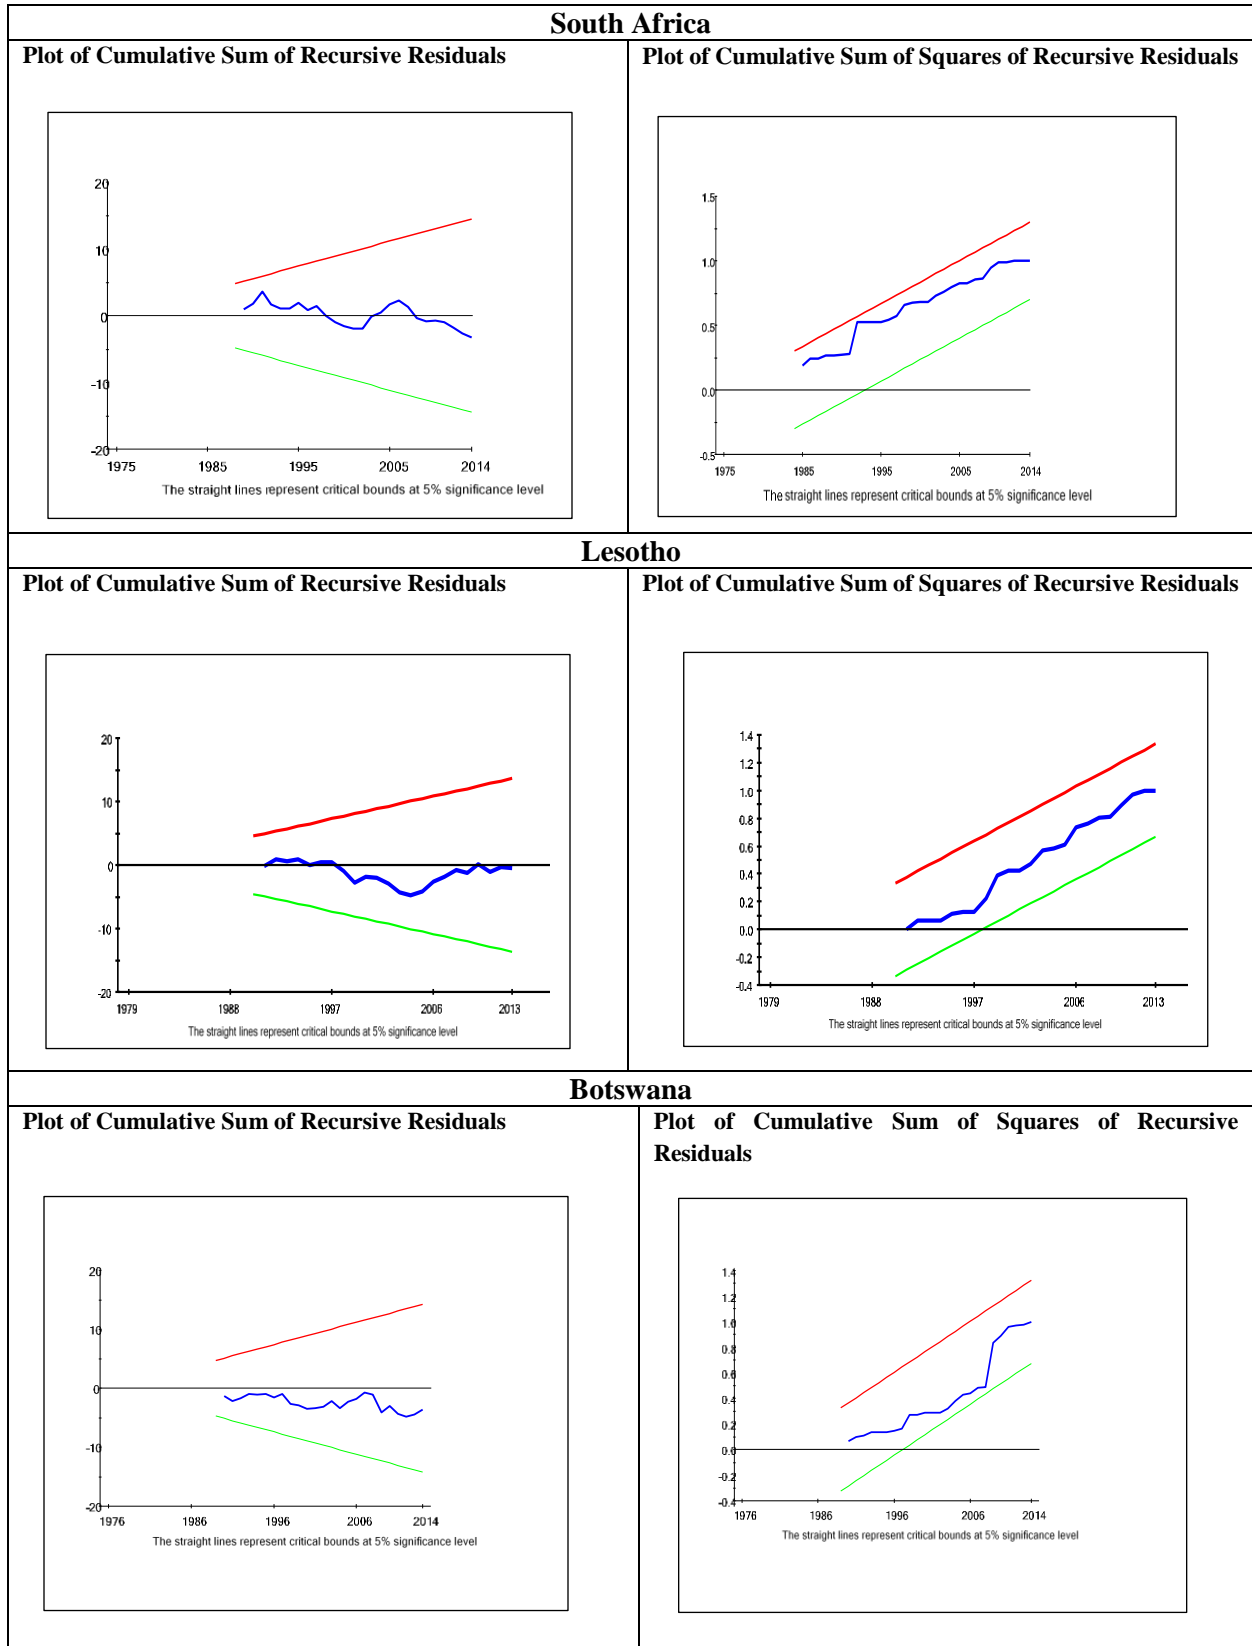 South Africa
Plot of Cumulative Sum of Recursive Residuals
20
10
0
-10
-20
1975 1985 1995 2005 2014
The straight lines represent critical bounds at 5% significance level
Plot of Cumulative Sum of Squares of Recursive Residuals
1.5
1.0
0.5
0.0
-0.5
1975 1985 1995 2005 2014
The straight lines represent critical bounds at 5% significance level
Lesotho
Plot of Cumulative Sum of Recursive Residuals
20
10
0
-10
-20
1979 1988 1997 2006 2013
The straight lines represent critical bounds at 5% significance level
Plot of Cumulative Sum of Squares of Recursive Residuals
1.4
1.2
1.0
0.8
0.6
0.4
0.2
0.0
-0.2
-0.4
1979 1988 1997 2006 2013
The straight lines represent critical bounds at 5% significance level
Botswana
Plot of Cumulative Sum of Recursive Residuals
20
10
0
-10
-20
1976 1986 1996 2006 2014
The straight lines represent critical bounds at 5% significance level
Plot of Cumulative Sum of Squares of Recursive
Residuals
1.4
1.2
1.0
0.8
0.6
0.4
0.2
0.0
-0.2
-0.4
1976 1986 1996 2006 2014
The straight lines represent critical bounds at 5% significance level